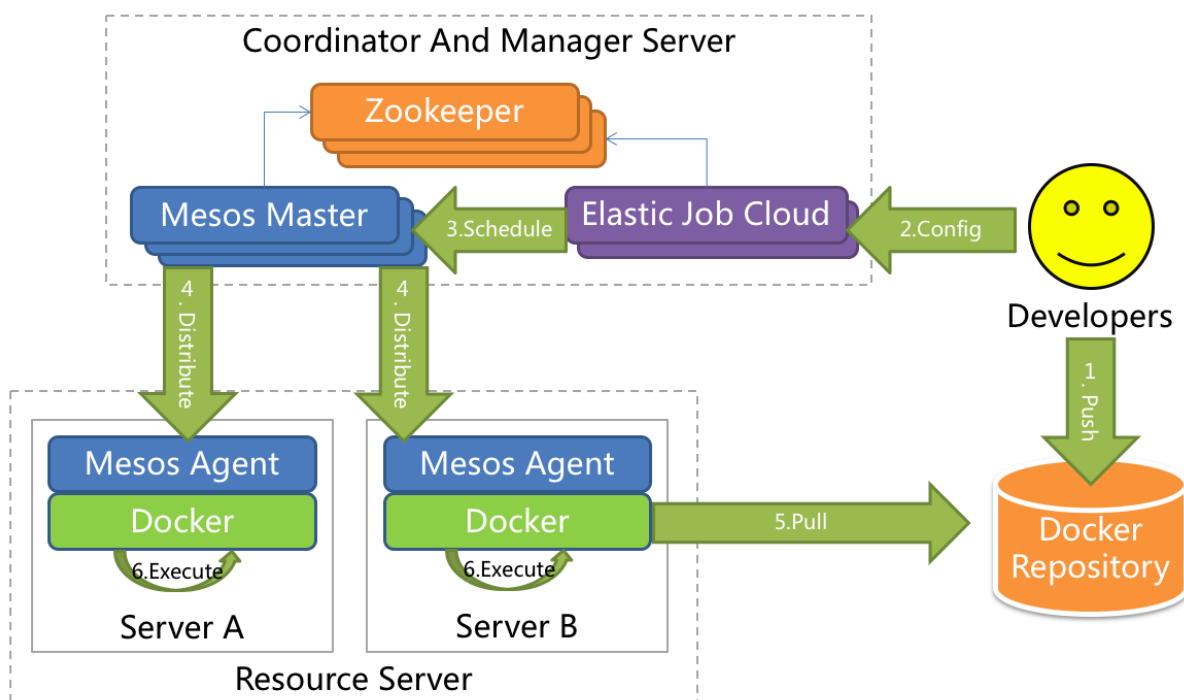 Coordinator And Manager Server
Zookeeper
Mesos Master
3.Schedule
Elastic Job Cloud
2.Config
Developers
4
. Distribute
4
. Distribute
1. Push
Mesos Agent
Docker
6.Execute
Server A
Mesos Agent
Docker
6.Execute
Server B
5.Pull
Docker
Repository
Resource Server